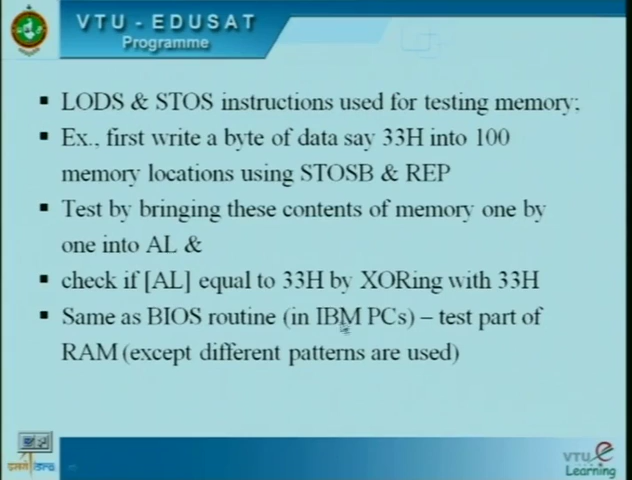 VTU - EDUSAT
Programme
▪ LODS & STOS instructions used for testing memory;
▪ Ex., first write a byte of data say 33H into 100
memory locations using STOSB & REP
▪ Test by bringing these contents of memory one by
one into AL &
▪ check if [AL] equal to 33H by XORing with 33H
▪ Same as BIOS routine (in IBM PCs) – test part of
RAM (except different patterns are used)
VTU e
Learning